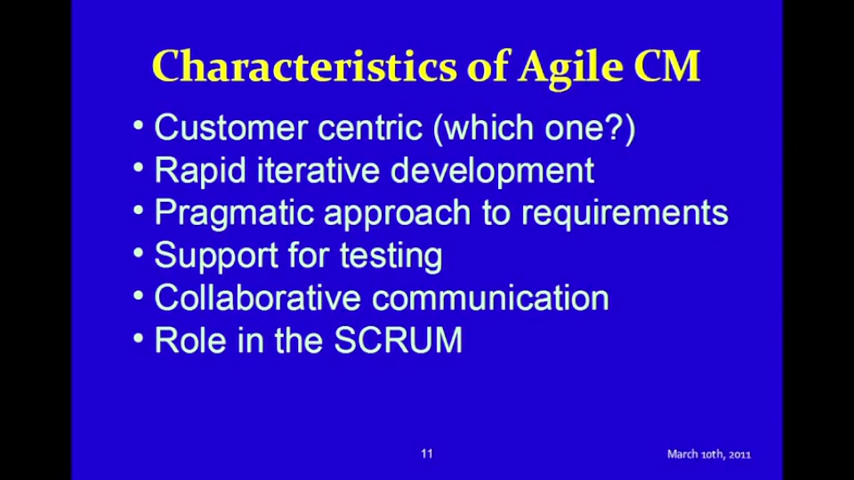 Characteristics of Agile CM
• Customer centric (which one?)
• Rapid iterative development
• Pragmatic approach to requirements
• Support for testing
• Collaborative communication
• Role in the SCRUM
11
March 10th, 2011